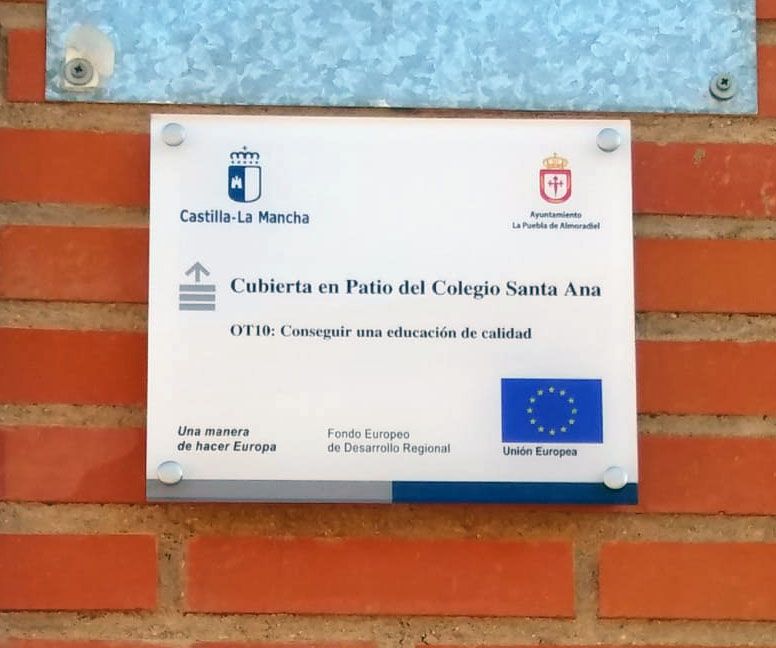 Castilla-La Mancha
Ayuntamiento
La Puebla de Almoradiel
Cubierta en Patio del Colegio Santa Ana
OT10: Conseguir una educación de calidad
Una manera
de hacer Europa
Fondo Europeo
de Desarrollo Regional
Unión Europea